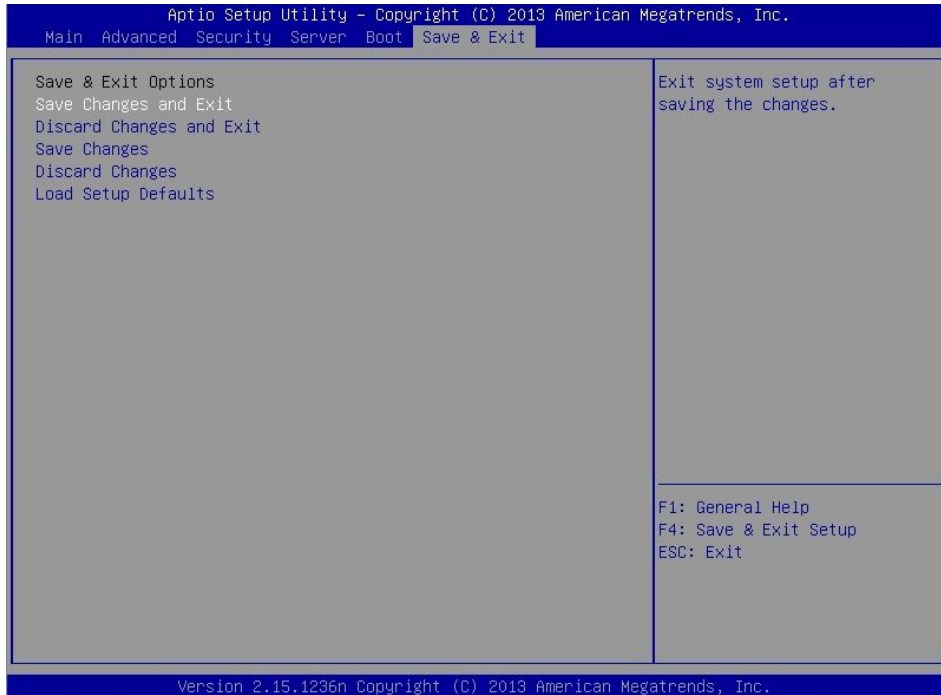 Aptio Setup Utility – Copyright (C) 2013 American Megatrends, Inc.
Main Advanced Security Server Boot Save & Exit
Save & Exit Options
Save Changes and Exit
Discard Changes and Exit
Save Changes
Discard Changes
Load Setup Defaults
Exit system setup after
saving the changes.
F1: General Help
F4: Save & Exit Setup
ESC: Exit
Version 2.15.1236n Copyright (C) 2013 American Megatrends, Inc.